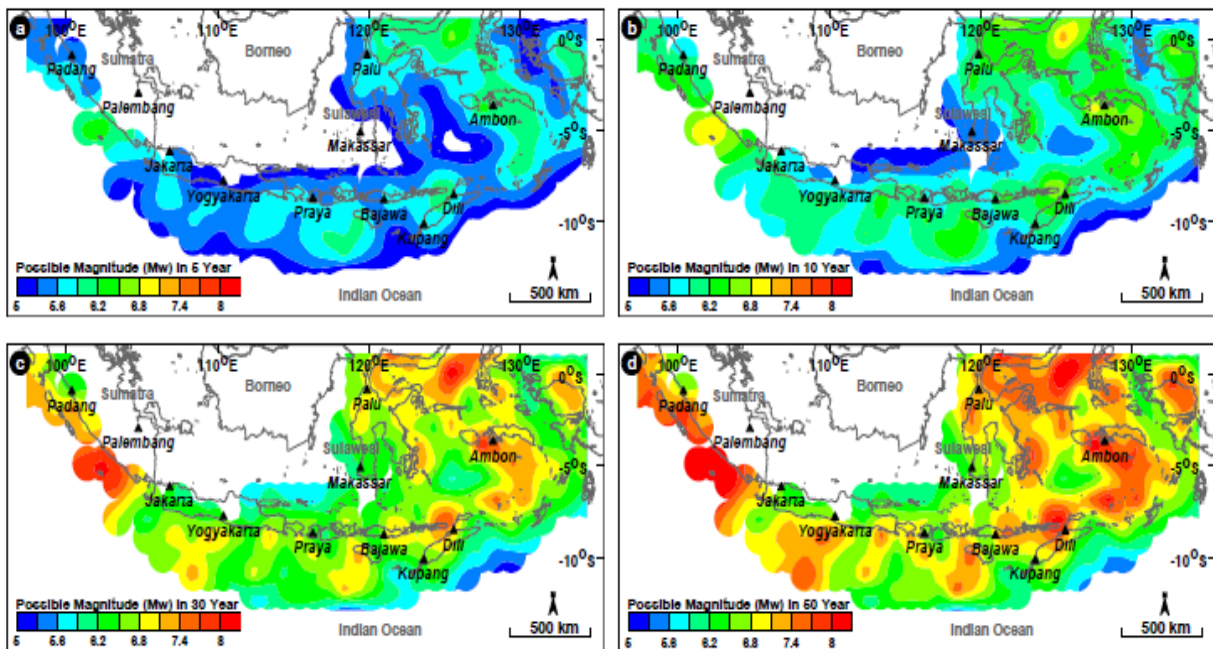 a
100°E
110°E
120°E
130°E
Borneo
0°S
Padang
Sumatra
Palu
Palembang
Sulawesi
Ambon
-5°S
Makassar
Jakarta
Yogyakarta
Praya
Bajawa
Dili
-10°S
Kupang
Possible Magnitude (Mw) In 5 Year
5 5.6 6.2 6.8 7.4 8
Indian Ocean
500 km
b
100°E
110°E
120°E
130°E
Borneo
0°S
Padang
Sumatra
Palu
Palembang
Sulawesi
Ambon
-5°S
Makassar
Jakarta
Yogyakarta
Praya
Bajawa
Dili
-10°S
Kupang
Possible Magnitude (Mw) In 10 Year
5 5.6 6.2 6.8 7.4 8
Indian Ocean
500 km
c
100°E
110°E
120°E
130°E
Borneo
0°S
Padang
Sumatra
Palu
Palembang
Sulawesi
Ambon
-5°S
Makassar
Jakarta
Yogyakarta
Praya
Bajawa
Dili
-10°S
Kupang
Possible Magnitude (Mw) In 30 Year
5 5.6 6.2 6.8 7.4 8
Indian Ocean
500 km
d
100°E
110°E
120°E
130°E
Borneo
0°S
Padang
Sumatra
Palu
Palembang
Sulawesi
Ambon
-5°S
Makassar
Jakarta
Yogyakarta
Praya
Bajawa
Dili
-10°S
Kupang
Possible Magnitude (Mw) In 50 Year
5 5.6 6.2 6.8 7.4 8
Indian Ocean
500 km